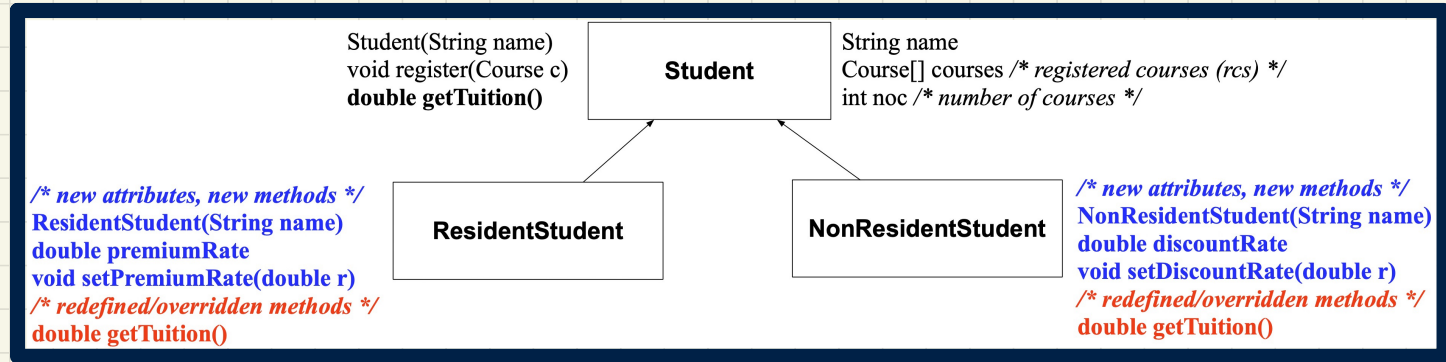 Student(String name)
void register(Course c)
double getTuition()
Student
String name
Course[] courses /* registered courses (rcs) */
int noc /* number of courses */
/* new attributes, new methods */
ResidentStudent(String name)
double premiumRate
void setPremiumRate(double r)
/* redefined/overridden methods */
double getTuition()
ResidentStudent
NonResidentStudent
/* new attributes, new methods */
NonResidentStudent(String name)
double discountRate
void setDiscountRate(double r)
/* redefined/overridden methods */
double getTuition()